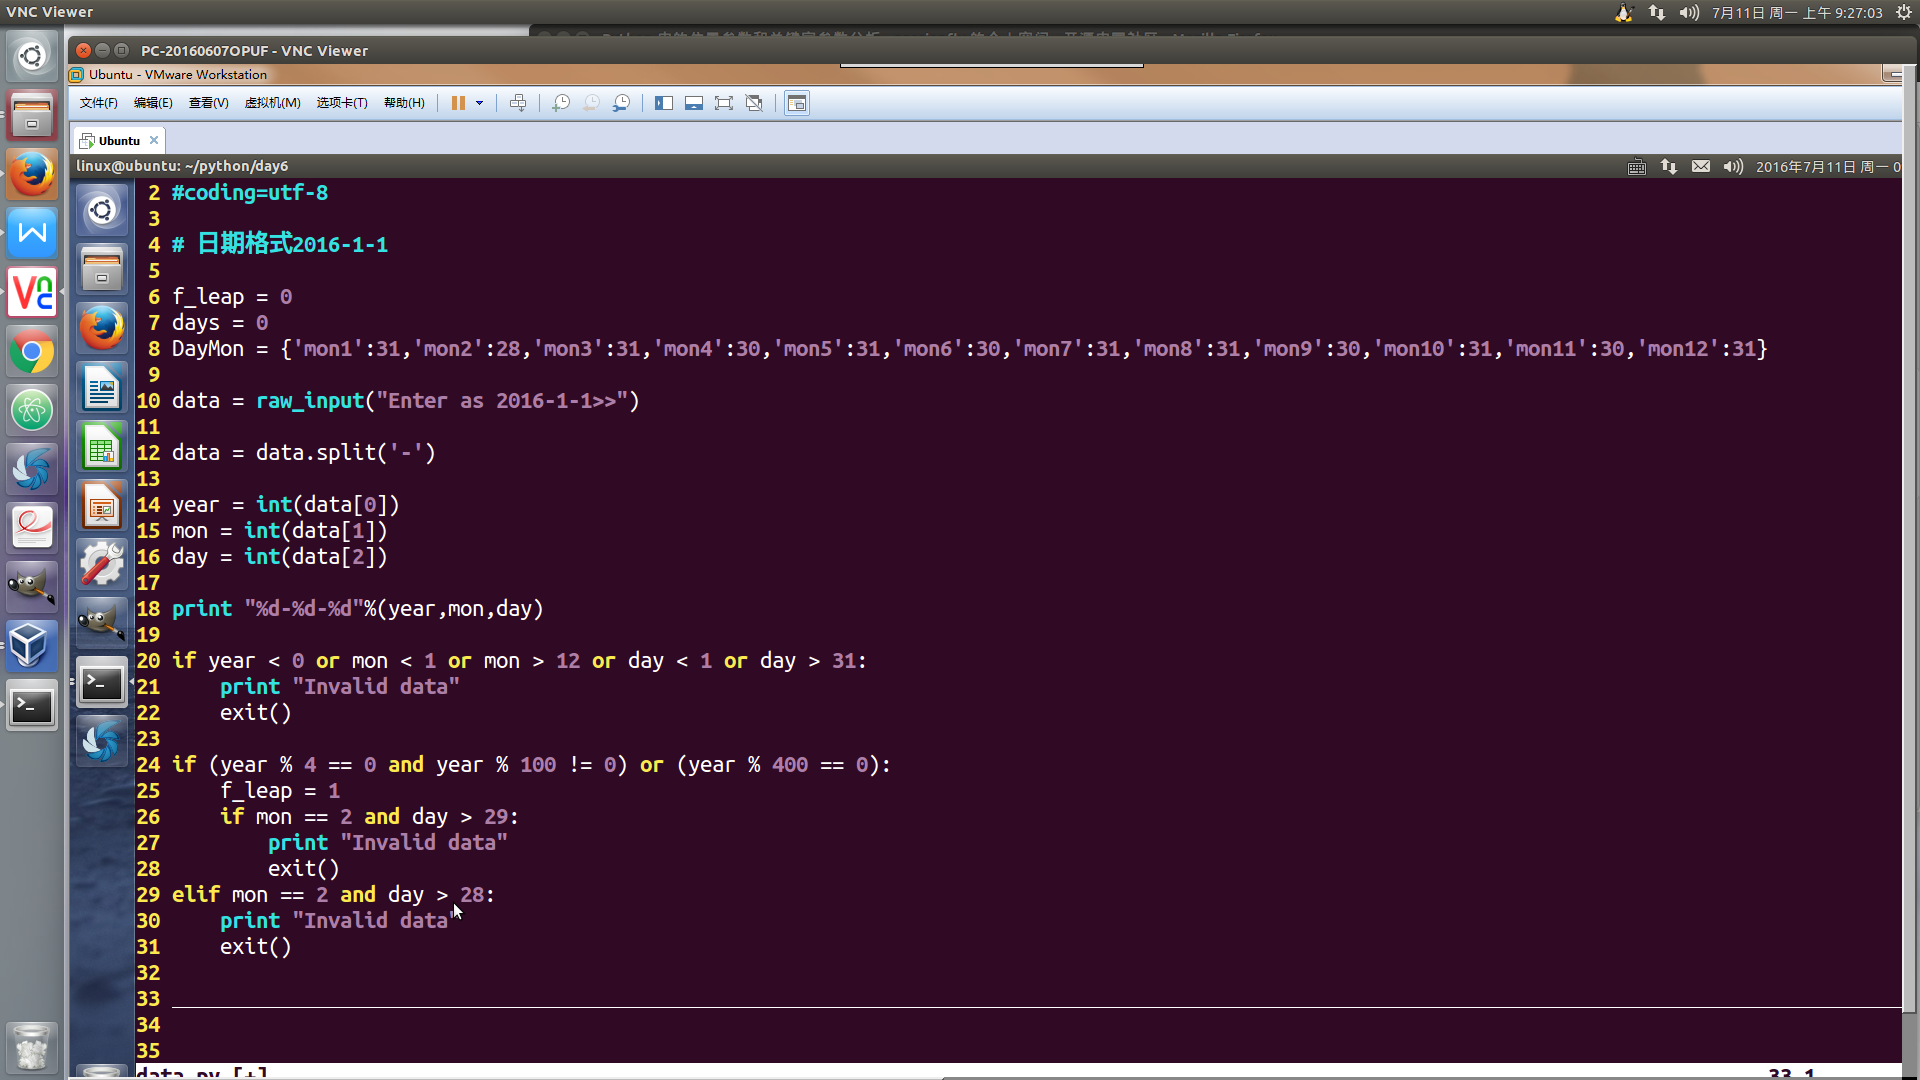 VNC Viewer
7月11日 周一 上午 9:27:03
PC-20160607OPUF - VNC Viewer
Ubuntu - VMware Workstation
文件(F) 编辑(E) 查看(V) 虚拟机(M) 选项卡(T) 帮助(H)
Ubuntu
linux@ubuntu: ~/python/day6
2016年7月11日 周一 0
2 #coding=utf-8
3
4 # 日期格式2016-1-1
5
6 f_leap = 0
7 days = 0
8 DayMon = {'mon1':31,'mon2':28,'mon3':31,'mon4':30,'mon5':31,'mon6':30,'mon7':31,'mon8':31,'mon9':30,'mon10':31,'mon11':30,'mon12':31}
9
10 data = raw_input("Enter as 2016-1-1>>")
11
12 data = data.split('-')
13
14 year = int(data[0])
15 mon = int(data[1])
16 day = int(data[2])
17
18 print "%d-%d-%d"%(year,mon,day)
19
20 if year < 0 or mon < 1 or mon > 12 or day < 1 or day > 31:
21     print "Invalid data"
22     exit()
23
24 if (year % 4 == 0 and year % 100 != 0) or (year % 400 == 0):
25     f_leap = 1
26     if mon == 2 and day > 29:
27         print "Invalid data"
28         exit()
29 elif mon == 2 and day > 28:
30     print "Invalid data"
31     exit()
32
33
34
35
data.py [+] 33,1